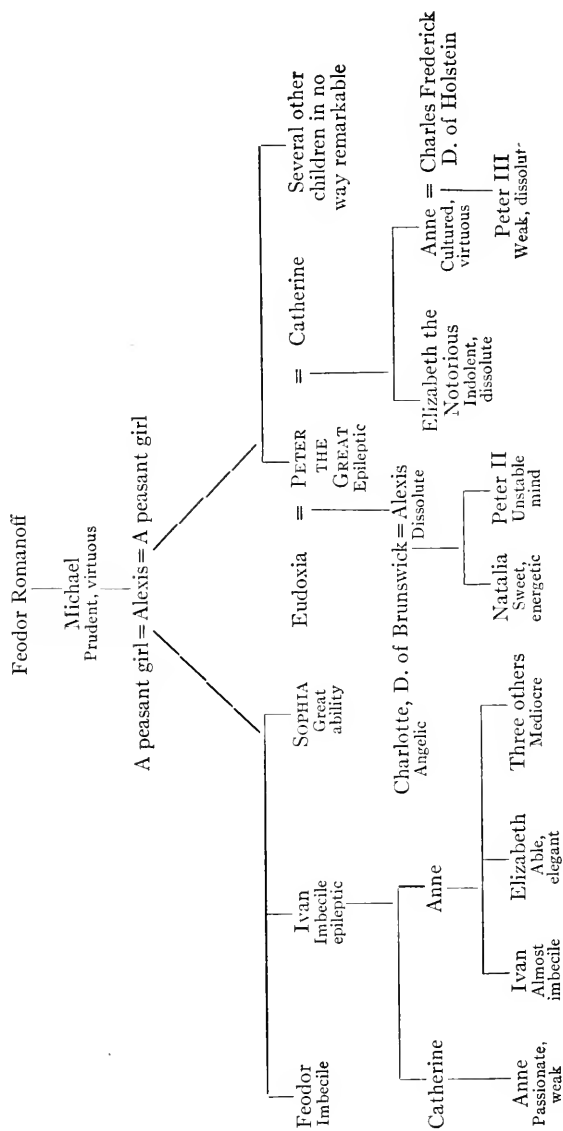 Feodor Romanoff
Michael
Prudent, virtuous
A peasant girl = Alexis = A peasant girl
Feodor
Imbecile
Ivan
Imbecile
epileptic
SOPHIA
Great
ability
Eudoxia = PETER THE GREAT = Catherine
Epileptic
Several other
children in no
way remarkable
Catherine
Anne
Charlotte, D. of Brunswick = Alexis
Angelic
Dissolute
Elizabeth the
Notorious
Indolent,
dissolute
Anne = Charles Frederick
Cultured,
virtuous
D. of Holstein
Anne
Passionate,
weak
Ivan
Almost
imbecile
Elizabeth
Able,
elegant
Three others
Mediocre
Natalia
Sweet,
energetic
Peter II
Unstable
mind
Peter III
Weak, dissolut-